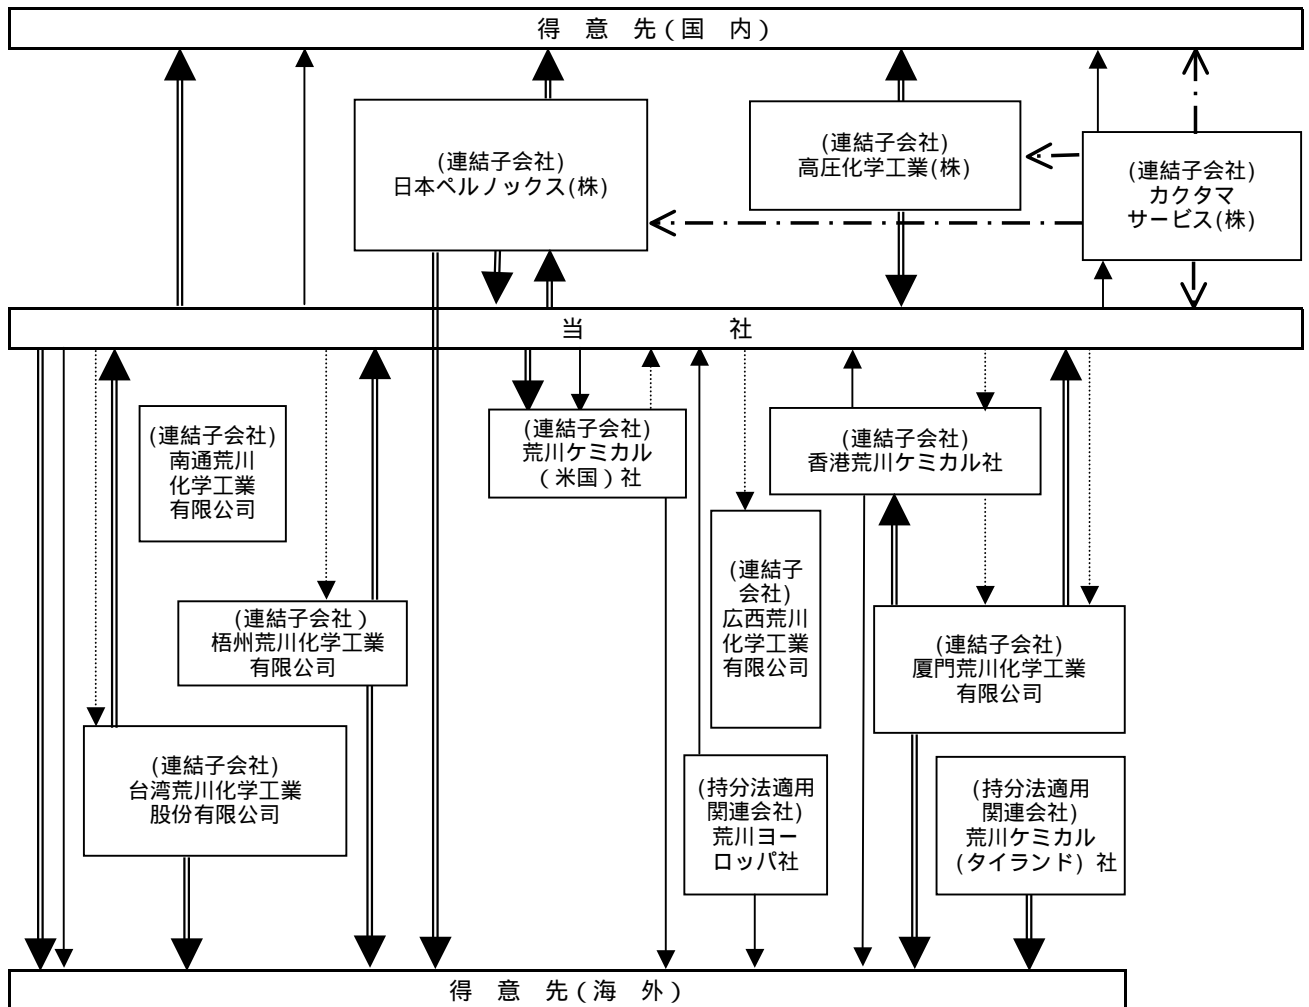 得 意 先(国 内)
(連結子会社)
日本ペルノックス(株)
(連結子会社)
高圧化学工業(株)
(連結子会社)
カクタマ
サービス(株)
当 社
(連結子会社)
南通荒川
化学工業
有限公司
(連結子会社)
荒川ケミカル
(米国)社
(連結子会社)
香港荒川ケミカル社
(連結子会社)
梧州荒川化学工業
有限公司
(連結子
会社)
広西荒川
化学工業
有限公司
(連結子会社)
厦門荒川化学工業
有限公司
(連結子会社)
台湾荒川化学工業
股份有限公司
(持分法適用
関連会社)
荒川ヨー
ロッパ社
(持分法適用
関連会社)
荒川ケミカル
(タイランド)社
得 意 先(海 外)